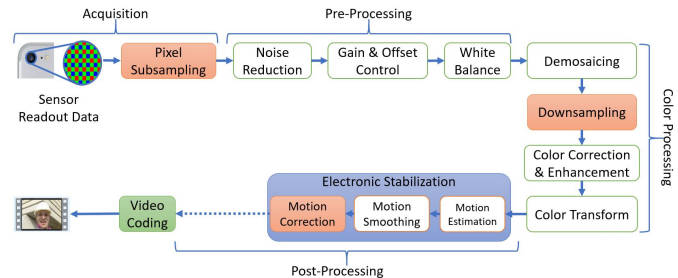 Acquisition
Pre-Processing
Pixel
Subsampling
Noise
Reduction
Gain & Offset
Control
White
Balance
Demosaicing
Sensor
Readout Data
Downsampling
Color Processing
Color Correction
& Enhancement
Electronic Stabilization
Video
Coding
Motion
Correction
Motion
Smoothing
Motion
Estimation
Color Transform
Post-Processing